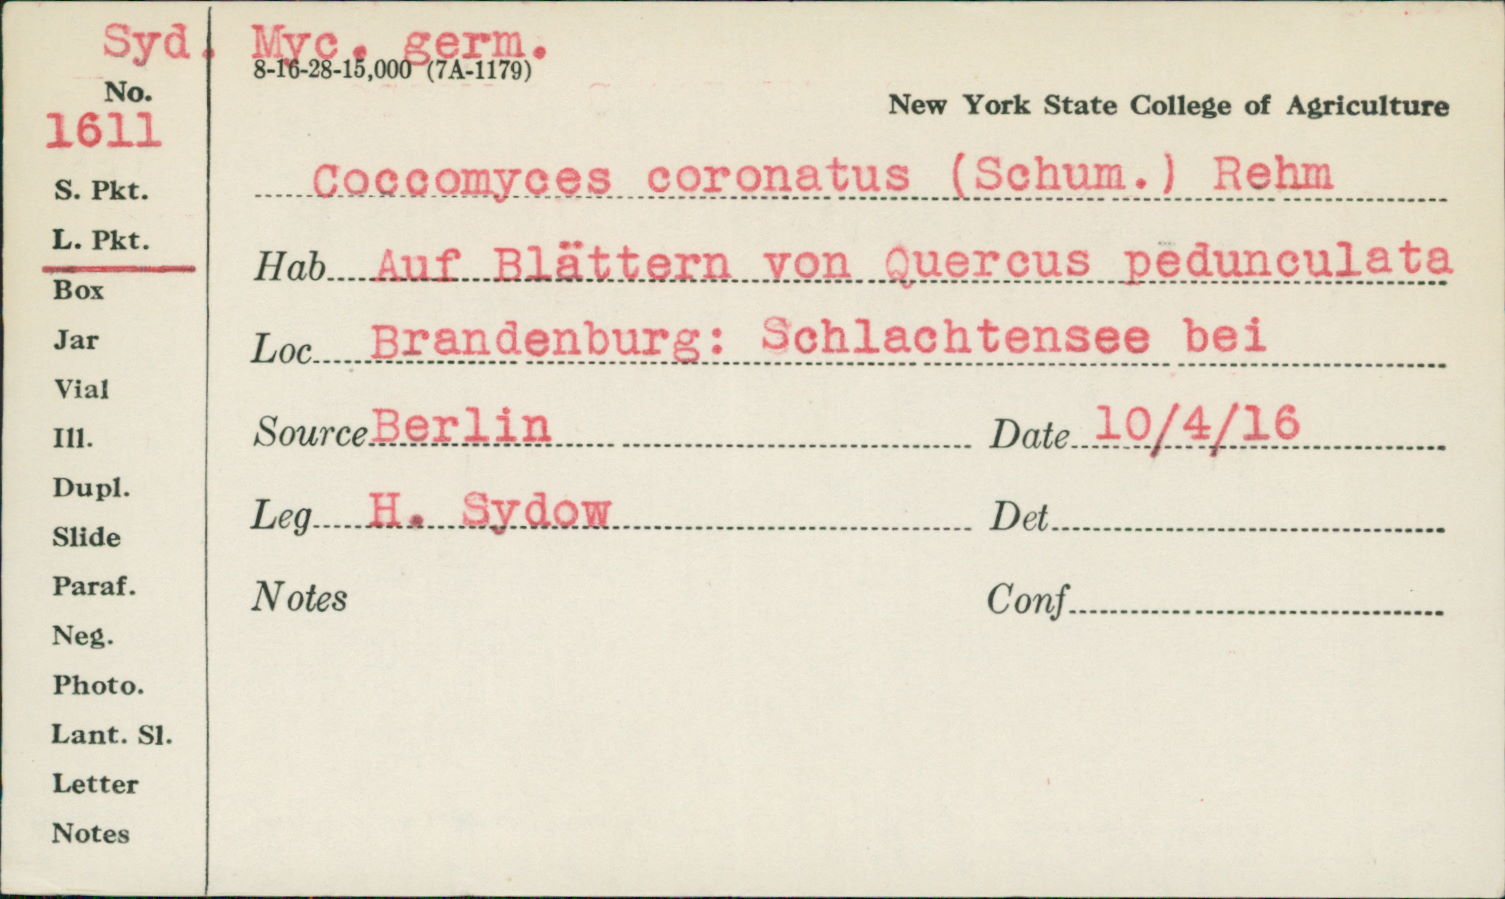 Syd. Myc. germ.
8-16-28-15,000 (7A-1179)
No.
New York State College of Agriculture
1611
Coccomyces coronatus (Schum.) Rehm
S. Pkt.
L. Pkt.
Hab Auf Blättern von Quercus pedunculata
Box
Jar
Loc Brandenburg: Schlachtensee bei
Vial
Ill.
Source Berlin Date 10/4/16
Dupl.
Slide
Leg H. Sydow Det
Paraf.
Notes Conf
Neg.
Photo.
Lant. Sl.
Letter
Notes